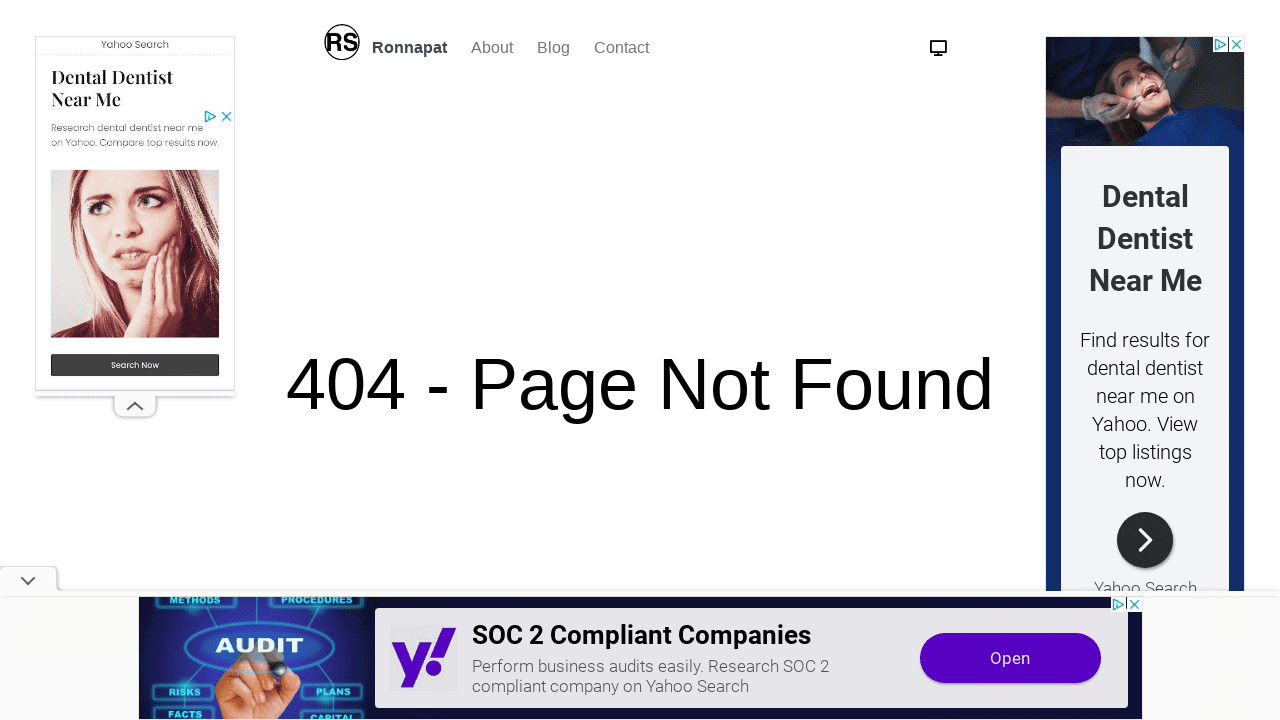 RS
Ronnapat
About
Blog
Contact
Yahoo Search
Dental Dentist
Near Me
Research dental dentist near me
on Yahoo. Compare top results now.
Search Now
404 - Page Not Found
Dental
Dentist
Near Me
Find results for
dental dentist
near me on
Yahoo. View
top listings
now.
Yahoo Search
METHODS
PROCEDURES
AUDIT
RISKS
PLANS
FACTS
CAPITAL
y!
SOC 2 Compliant Companies
Perform business audits easily. Research SOC 2
compliant company on Yahoo Search
Open